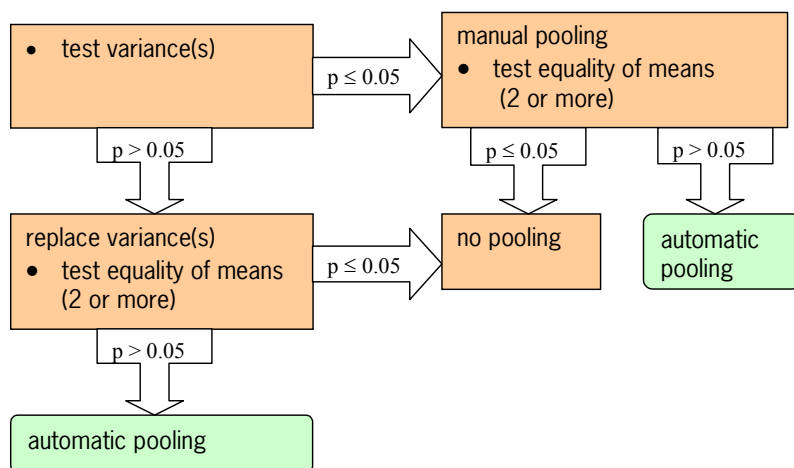 • test variance(s)
p ≤ 0.05
manual pooling
• test equality of means
(2 or more)
p > 0.05
p ≤ 0.05
p > 0.05
replace variance(s)
• test equality of means
(2 or more)
p ≤ 0.05
no pooling
automatic
pooling
p > 0.05
automatic pooling